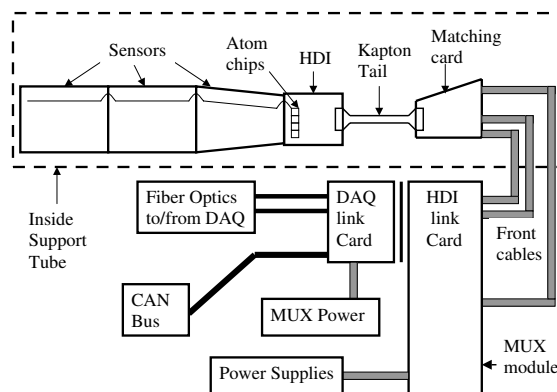 Sensors
Atom
chips
HDI
Kapton
Tail
Matching
card
Inside
Support
Tube
Fiber Optics
to/from DAQ
DAQ
link
Card
HDI
link
Card
Front
cables
CAN
Bus
MUX Power
Power Supplies
MUX
module